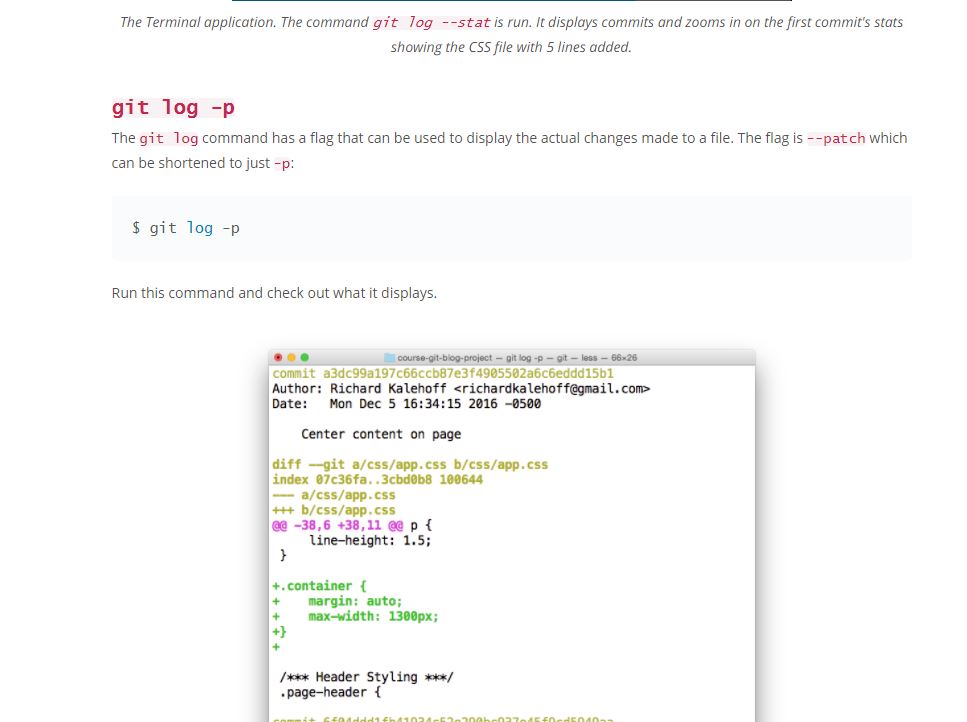 The Terminal application. The command git log --stat is run. It displays commits and zooms in on the first commit's stats
showing the CSS file with 5 lines added.
git log -p
The git log command has a flag that can be used to display the actual changes made to a file. The flag is --patch which
can be shortened to just -p:
$ git log -p
Run this command and check out what it displays.
course-git-blog-project — git log -p — git — less — 66×26
commit a3dc99a197c66ccb87e3f4905502a6c6eddd15b1
Author: Richard Kalehoff <richardkalehoff@gmail.com>
Date:   Mon Dec 5 16:34:15 2016 -0500
    Center content on page
diff --git a/css/app.css b/css/app.css
index 07c36fa..3cbd0b8 100644
--- a/css/app.css
+++ b/css/app.css
@@ -38,6 +38,11 @@ p {
     line-height: 1.5;
 }
+.container {
+    margin: auto;
+    max-width: 1300px;
+}
+
 /*** Header Styling ***/
 .page-header {
commit